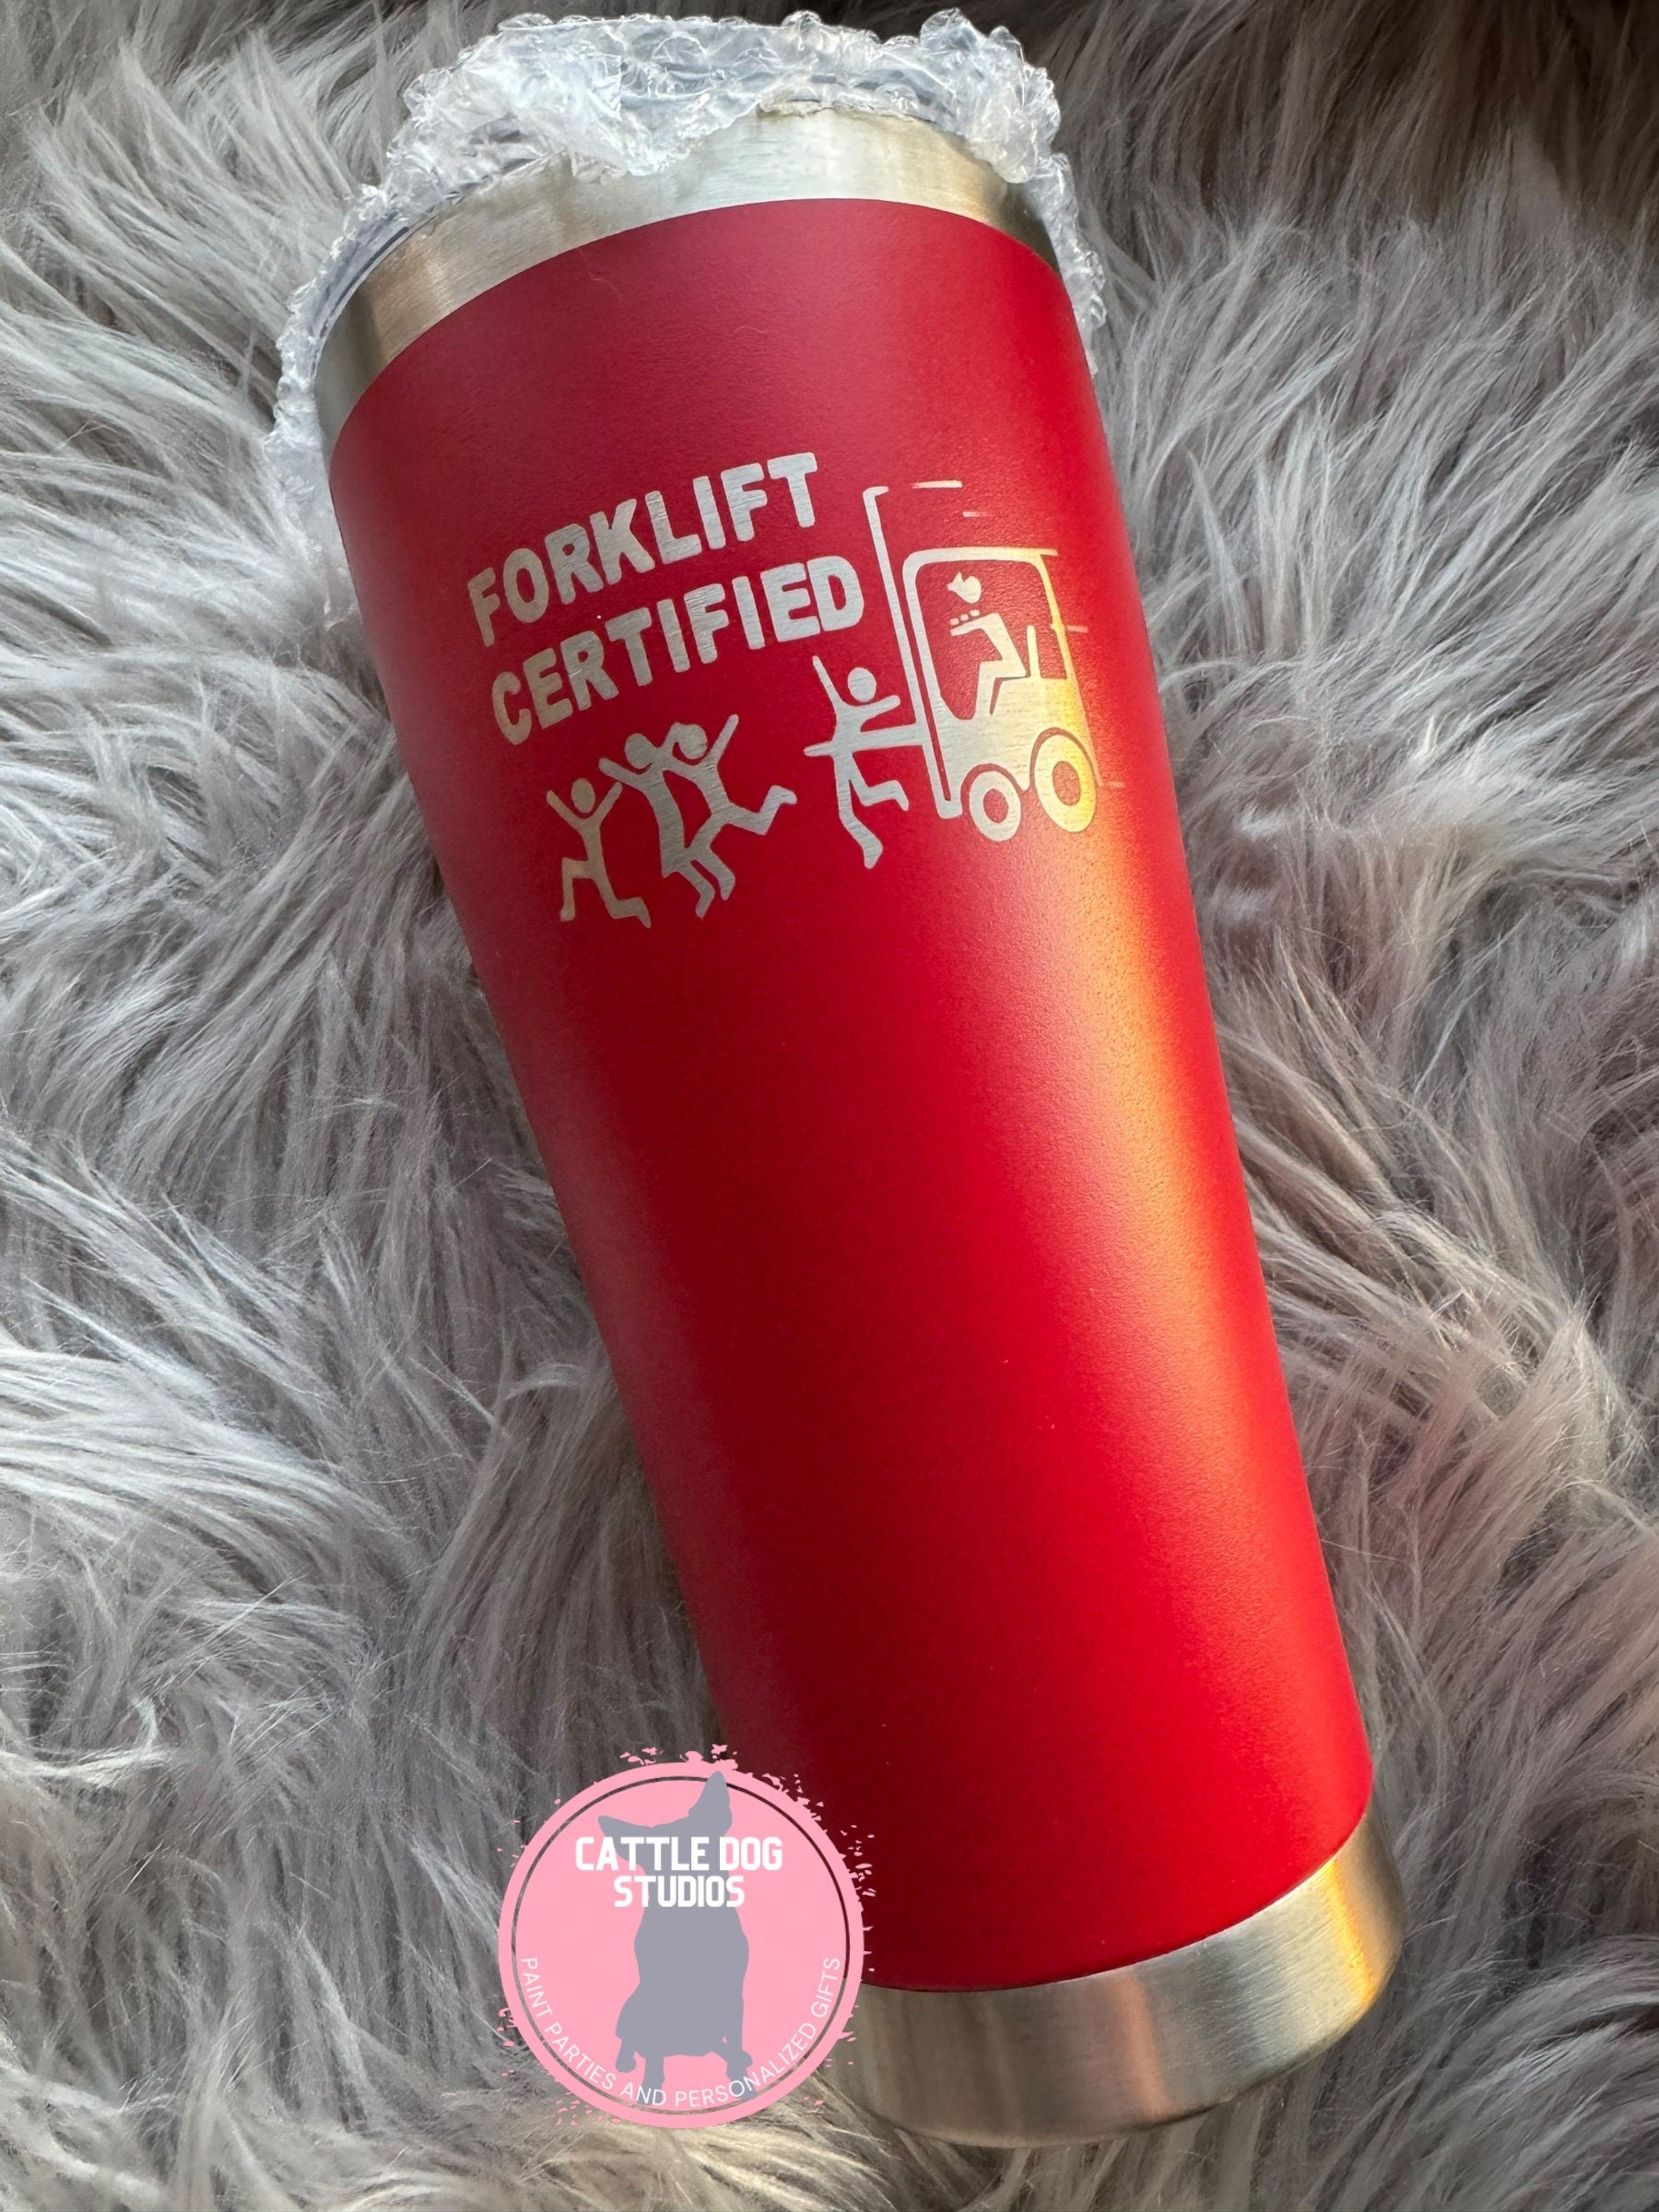 FORKLIFT
CERTIFIED
CATTLE DOG
STUDIOS
PAINT PARTIES AND PERSONALIZED GIFTS